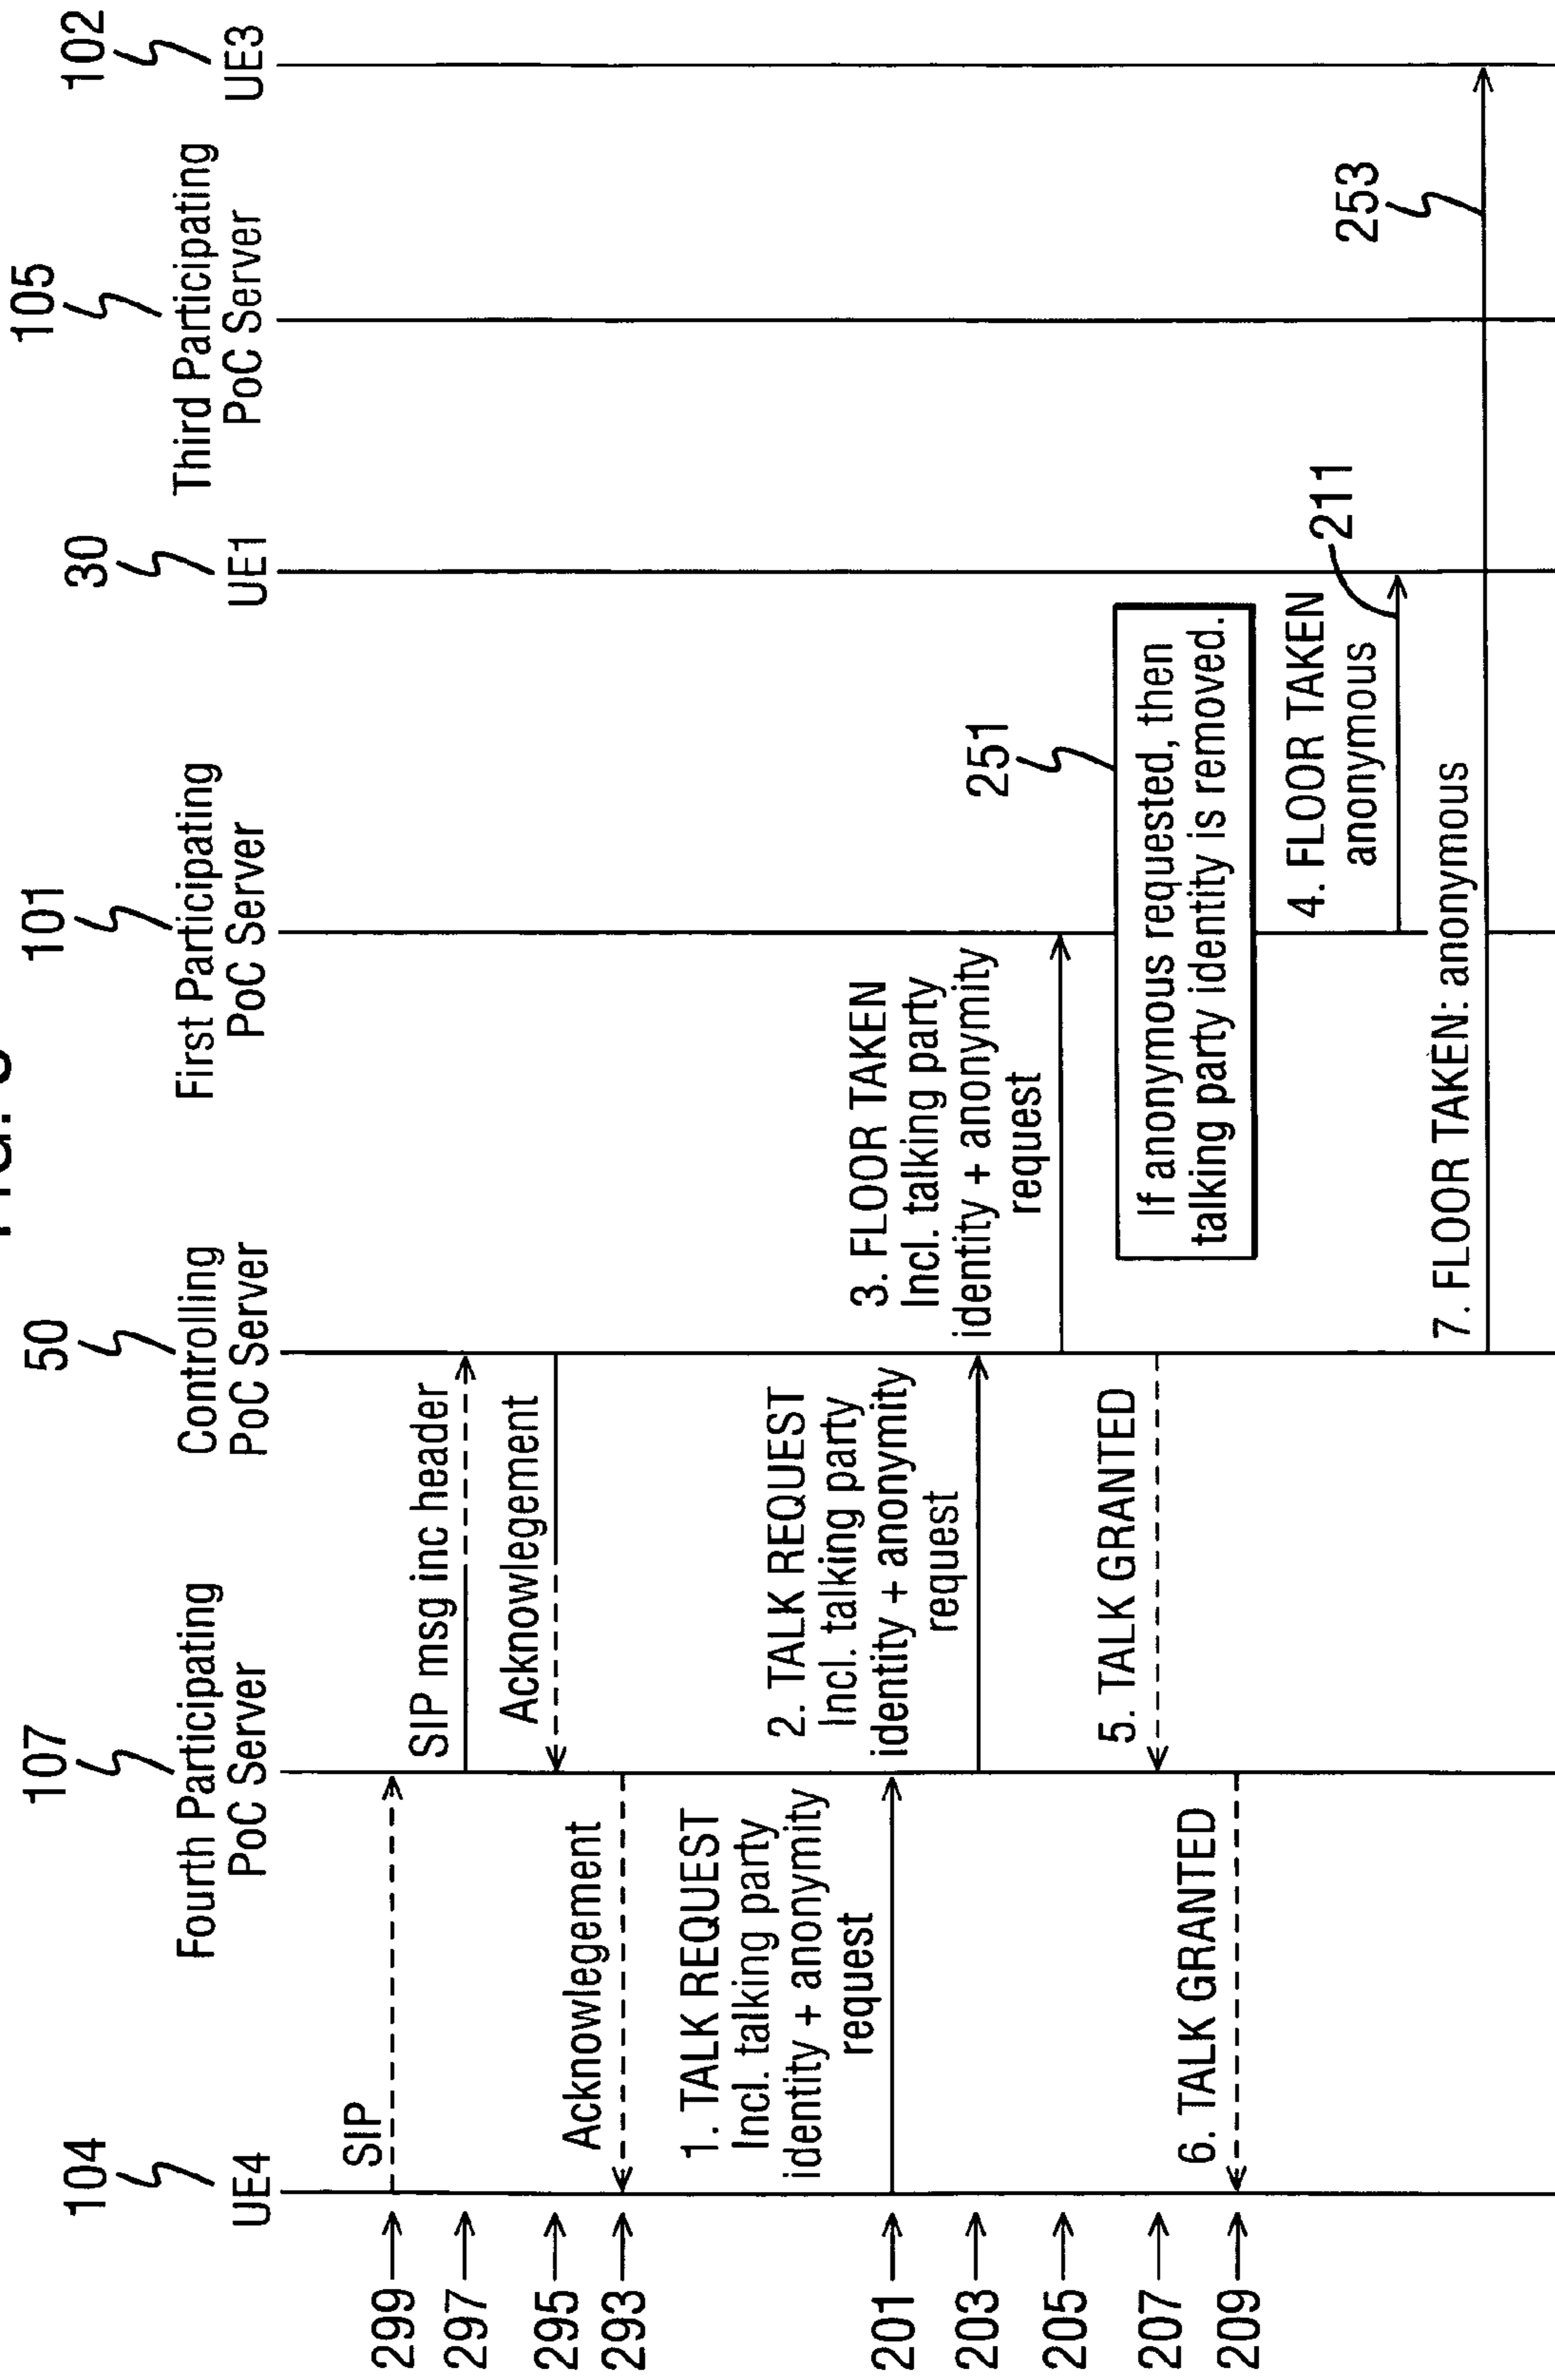 FIG.
104
107
50
101
30
105
102
UE4
Fourth Participating
PoC Server
Controlling
PoC Server
First Participating
PoC Server
UE1
Third Participating
PoC Server
UE3
299
SIP
297
SIP msg inc header
295
Acknowlegement
293
Acknowlegement
201
1. TALK REQUEST
Incl. talking party
identity + anonymity
request
203
2. TALK REQUEST
Incl. talking party
identity + anonymity
request
205
3. FLOOR TAKEN
Incl. talking party
identity + anonymity
request
207
5. TALK GRANTED
251
If anonymous requested, then
talking party identity is removed.
209
6. TALK GRANTED
4. FLOOR TAKEN
anonymous
211
7. FLOOR TAKEN: anonymous
253